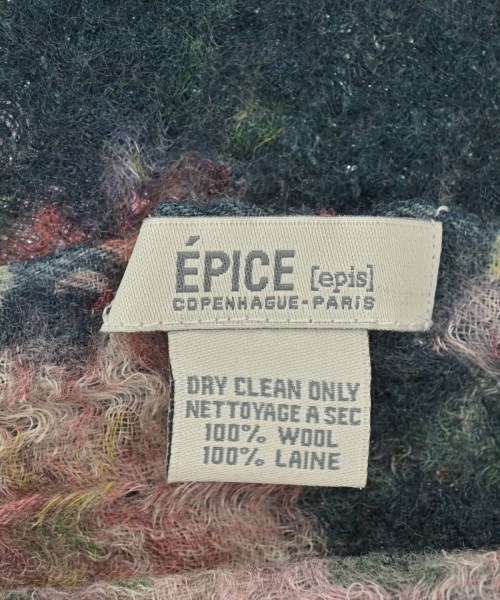 ÉPICE [epis]
COPENHAGUE-PARIS
DRY CLEAN ONLY
NETTOYAGE A SEC
100% WOOL
100% LAINE